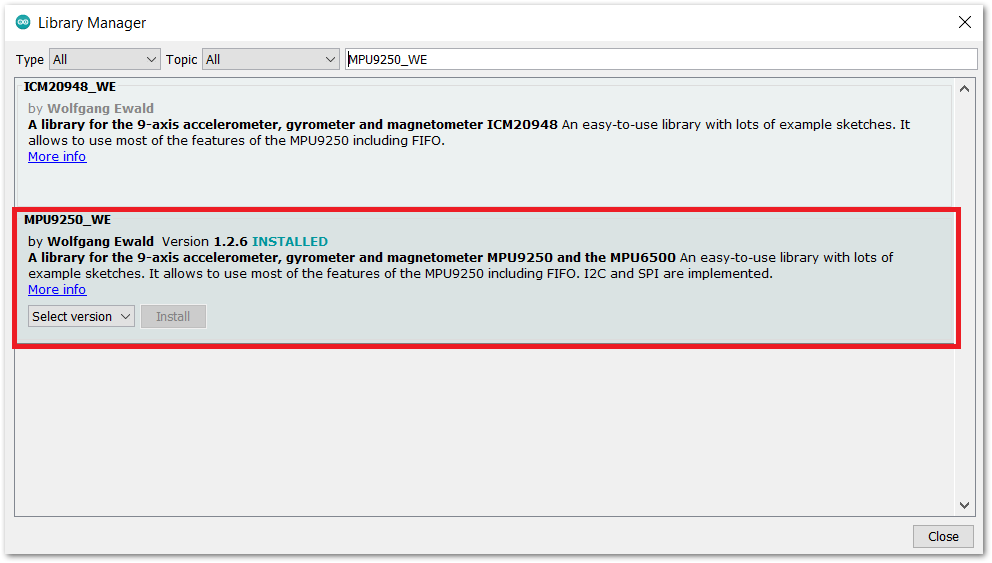 Library Manager
Type All Topic All MPU9250_WE
ICM20948_WE
by Wolfgang Ewald
A library for the 9-axis accelerometer, gyrometer and magnetometer ICM20948 An easy-to-use library with lots of example sketches. It
allows to use most of the features of the MPU9250 including FIFO.
More info
MPU9250_WE
by Wolfgang Ewald Version 1.2.6 INSTALLED
A library for the 9-axis accelerometer, gyrometer and magnetometer MPU9250 and the MPU6500 An easy-to-use library with lots of
example sketches. It allows to use most of the features of the MPU9250 including FIFO. I2C and SPI are implemented.
More info
Select version Install
Close